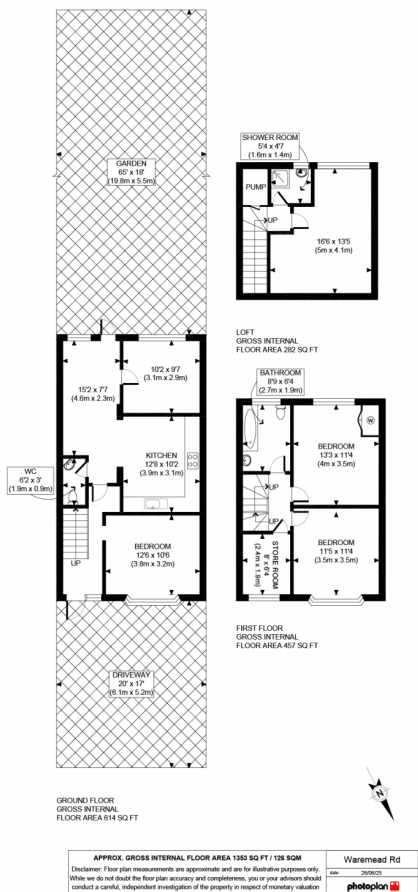 GARDEN
65' x 18'
(19.8m x 5.5m)
SHOWER ROOM
5'4 x 4'7
(1.6m x 1.4m)
PUMP
UP
16'6 x 13'5
(5m x 4.1m)
LOFT
GROSS INTERNAL
FLOOR AREA 282 SQ FT
15'2 x 7'7
(4.6m x 2.3m)
10'2 x 9'7
(3.1m x 2.9m)
KITCHEN
12'8 x 10'2
(3.9m x 3.1m)
WC
6'2 x 3'
(1.9m x 0.9m)
UP
BEDROOM
12'6 x 10'6
(3.8m x 3.2m)
BATHROOM
8'9 x 6'4
(2.7m x 1.9m)
W
BEDROOM
13'3 x 11'4
(4m x 3.5m)
UP
UP
STORE ROOM
8' x 6'4
(2.4m x 1.9m)
BEDROOM
11'5 x 11'4
(3.5m x 3.5m)
FIRST FLOOR
GROSS INTERNAL
FLOOR AREA 457 SQ FT
DRIVEWAY
20' x 17'
(6.1m x 5.2m)
GROUND FLOOR
GROSS INTERNAL
FLOOR AREA 614 SQ FT
N
APPROX. GROSS INTERNAL FLOOR AREA 1353 SQ FT / 126 SQM
Disclaimer: Floor plan measurements are approximate and are for illustrative purposes only.
While we do not doubt the floor plan accuracy and completeness, you or your advisors should
conduct a careful, independent investigation of the property in respect of monetary valuation
Waremead Rd
date 26/06/25
photoplan